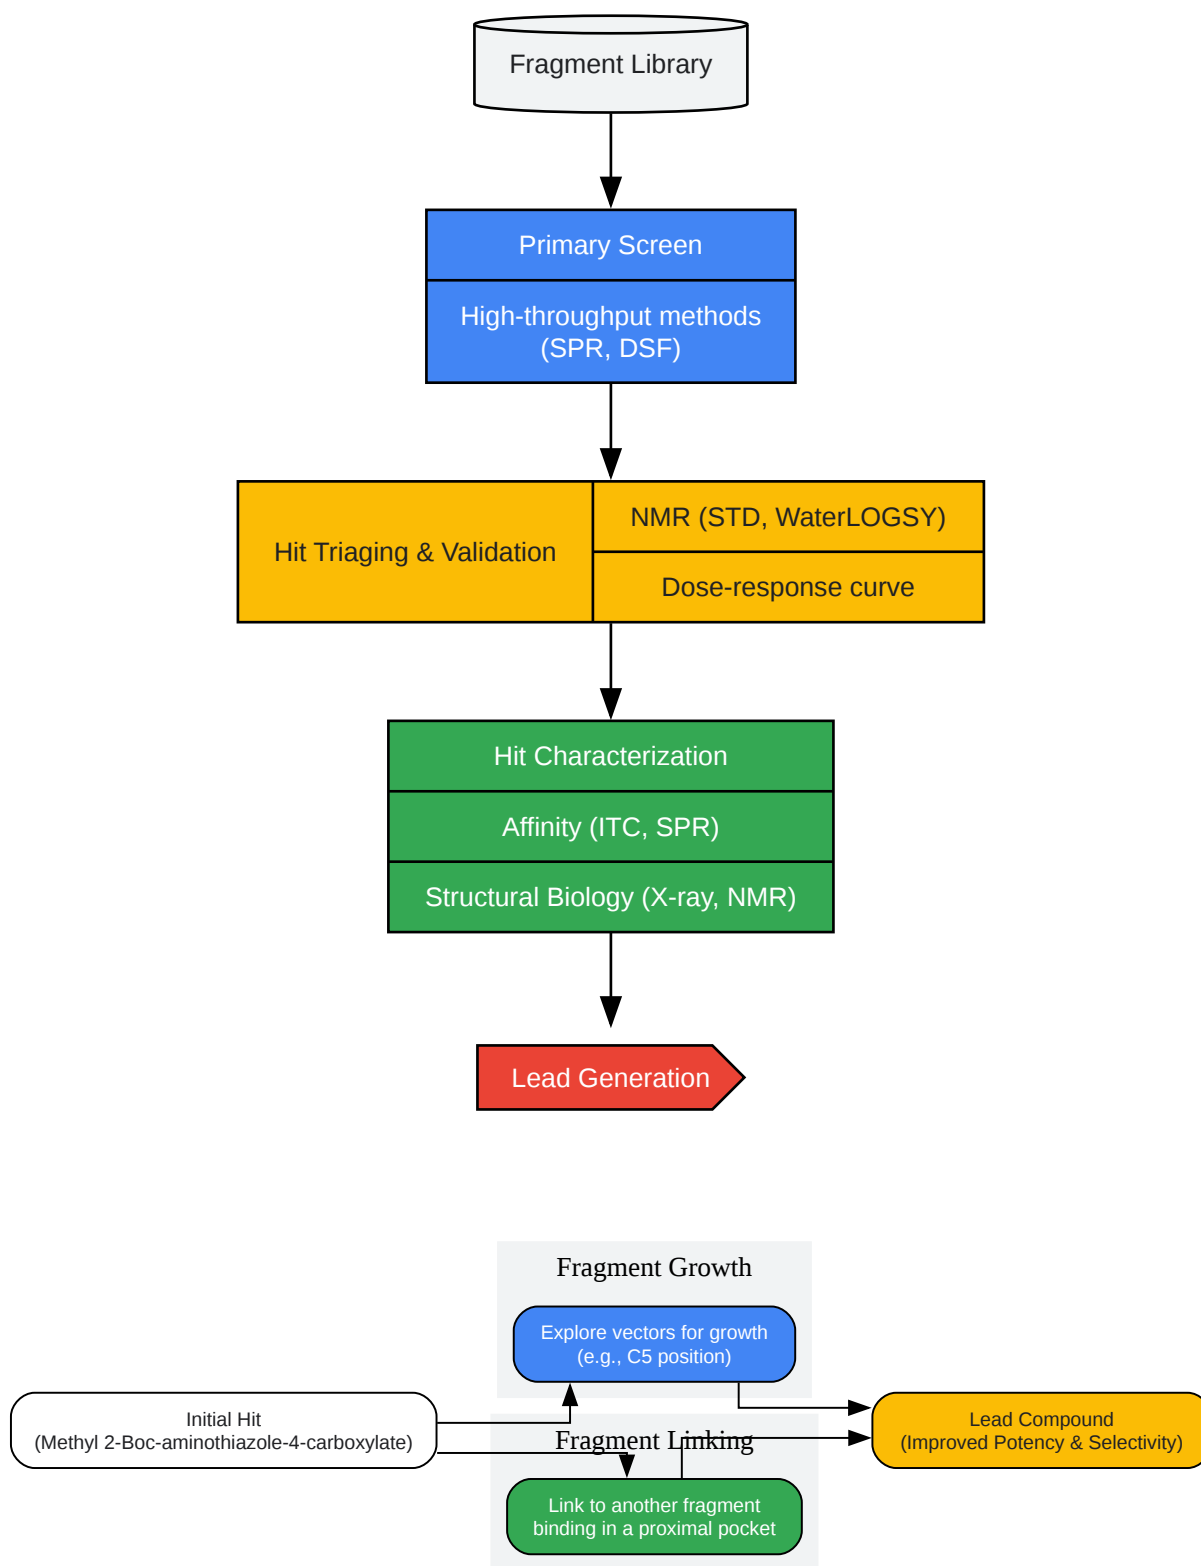 Fragment Library
Primary Screen
High-throughput methods
(SPR, DSF)
Hit Triaging & Validation
NMR (STD, WaterLOGSY)
Dose-response curve
Hit Characterization
Affinity (ITC, SPR)
Structural Biology (X-ray, NMR)
Lead Generation
Fragment Growth
Explore vectors for growth
(e.g., C5 position)
Initial Hit
(Methyl 2-Boc-aminothiazole-4-carboxylate)
Lead Compound
(Improved Potency & Selectivity)
Fragment Linking
Link to another fragment
binding in a proximal pocket